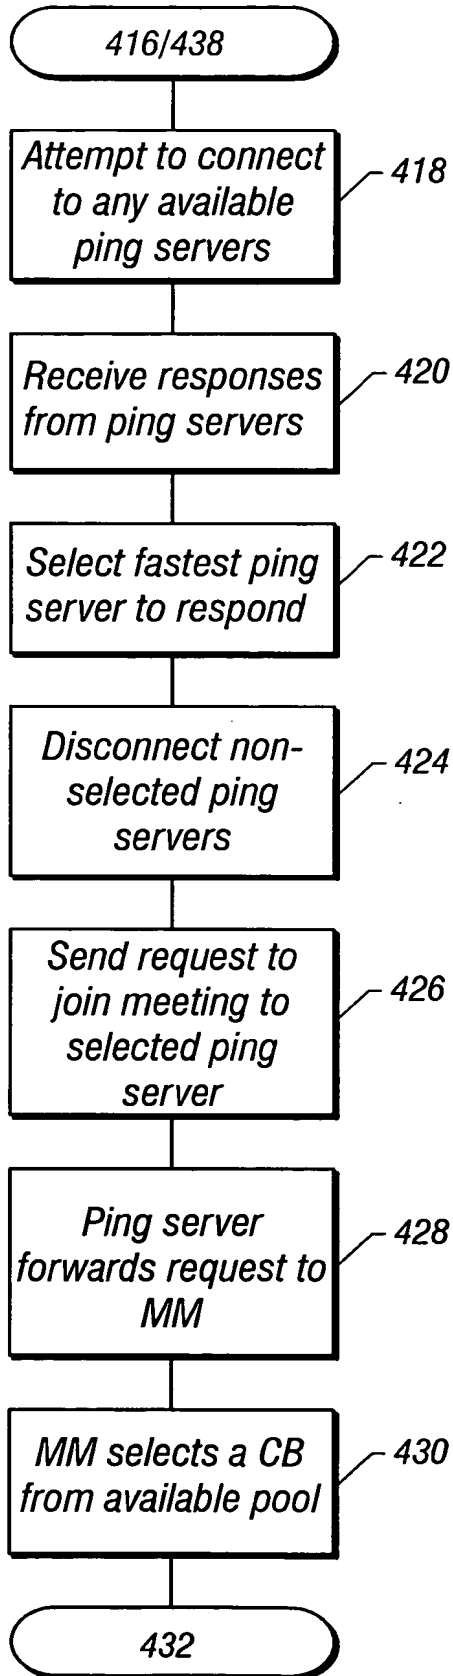 416/438
Attempt to connect
to any available
ping servers
418
Receive responses
from ping servers
420
Select fastest ping
server to respond
422
Disconnect non-
selected ping
servers
424
Send request to
join meeting to
selected ping
server
426
Ping server
forwards request to
MM
428
MM selects a CB
from available pool
430
432